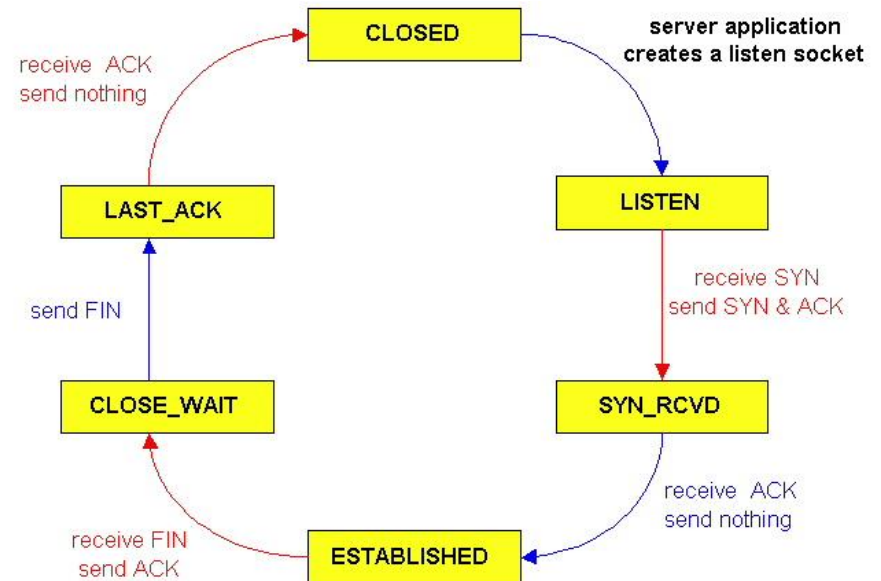 CLOSED
server application
creates a listen socket
receive ACK
send nothing
LAST_ACK
LISTEN
receive SYN
send SYN & ACK
send FIN
CLOSE_WAIT
SYN_RCVD
receive ACK
send nothing
receive FIN
send ACK
ESTABLISHED